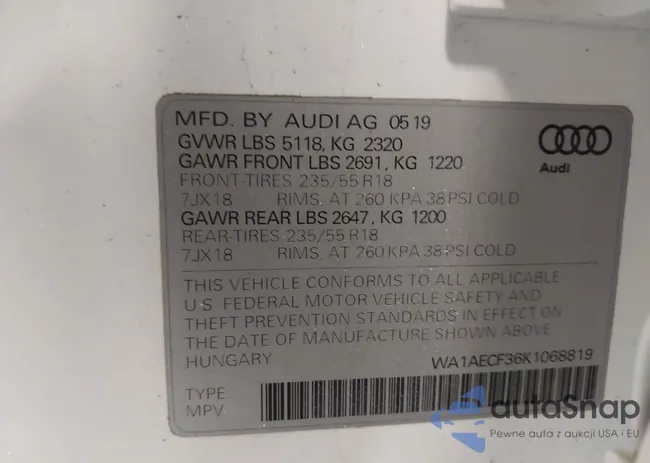 MFD. BY AUDI AG 05 19
GVWR LBS 5118, KG 2320
GAWR FRONT LBS 2691, KG 1220
FRONT-TIRES 235/55 R18
7JX18 RIMS, AT 260 KPA 38 PSI COLD
GAWR REAR LBS 2647, KG 1200
REAR-TIRES 235/55 R18
7JX18 RIMS, AT 260 KPA 38 PSI COLD
Audi
THIS VEHICLE CONFORMS TO ALL APPLICABLE
U.S. FEDERAL MOTOR VEHICLE SAFETY AND
THEFT PREVENTION STANDARDS IN EFFECT ON
THE DATE OF MANUFACTURE SHOWN ABOVE.
HUNGARY WA1AECF36K1068819
TYPE:
MPV
autoSnap
Pewne auta z aukcji USA i EU